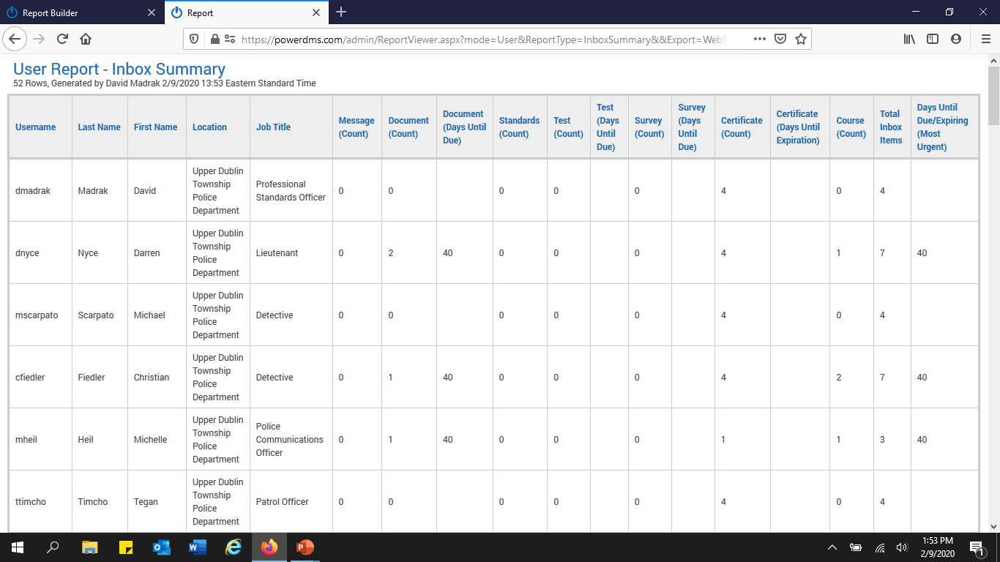 Report Builder
Report
https://powerdms.com/admin/ReportViewer.aspx?mode=User&ReportType=InboxSummary&&Export=WebP
User Report - Inbox Summary
52 Rows, Generated by David Madrak 2/9/2020 13:53 Eastern Standard Time
Username Last Name First Name Location Job Title Message (Count) Document (Count) Document (Days Until Due) Standards (Count) Test (Count) Test (Days Until Due) Survey (Count) Survey (Days Until Due) Certificate (Count) Certificate (Days Until Expiration) Course (Count) Total Inbox Items Days Until Due/Expiring (Most Urgent)
dmadrak Madrak David Upper Dublin Township Police Department Professional Standards Officer 0 0 0 0 0 4 0 4
dnyce Nyce Darren Upper Dublin Township Police Department Lieutenant 0 2 40 0 0 0 4 1 7 40
mscarpato Scarpato Michael Upper Dublin Township Police Department Detective 0 0 0 0 0 4 0 4
cfiedler Fiedler Christian Upper Dublin Township Police Department Detective 0 1 40 0 0 0 4 2 7 40
mheil Heil Michelle Upper Dublin Township Police Department Police Communications Officer 0 1 40 0 0 0 1 1 3 40
ttimcho Timcho Tegan Upper Dublin Township Police Department Patrol Officer 0 0 0 0 0 4 0 4
1:53 PM
2/9/2020
1